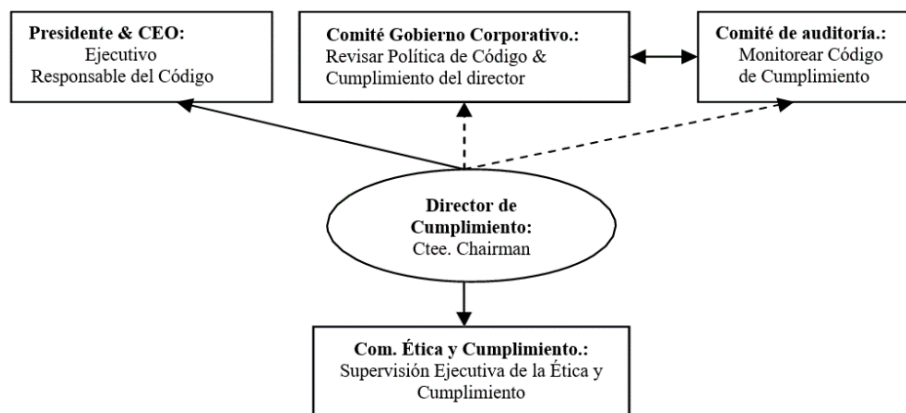 Presidente & CEO:
Ejecutivo
Responsable del Código
Comité Gobierno Corporativo.:
Revisar Política de Código &
Cumplimiento del director
Comité de auditoría.:
Monitorear Código
de Cumplimiento
Director de
Cumplimiento:
Ctee. Chairman
Com. Ética y Cumplimiento.:
Supervisión Ejecutiva de la Ética y
Cumplimiento